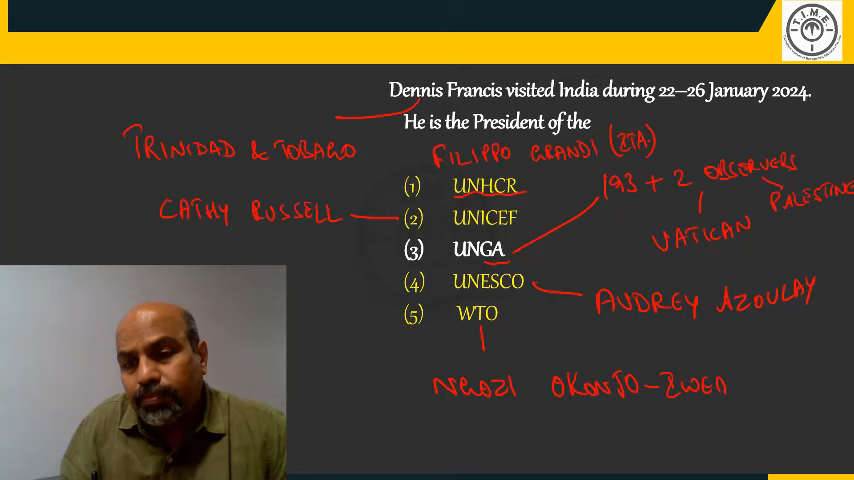 T.I.M.E.
Dennis Francis visited India during 22–26 January 2024.
He is the President of the
TRINIDAD & TOBAGO
FILIPPO GRANDI (ITA)
(1) UNHCR
193 + 2 OBSERVERS
PALESTINE
CATHY RUSSELL
(2) UNICEF
VATICAN
(3) UNGA
(4) UNESCO
AUDREY AZOULAY
(5) WTO
NGOZI OKONJO-IWEA